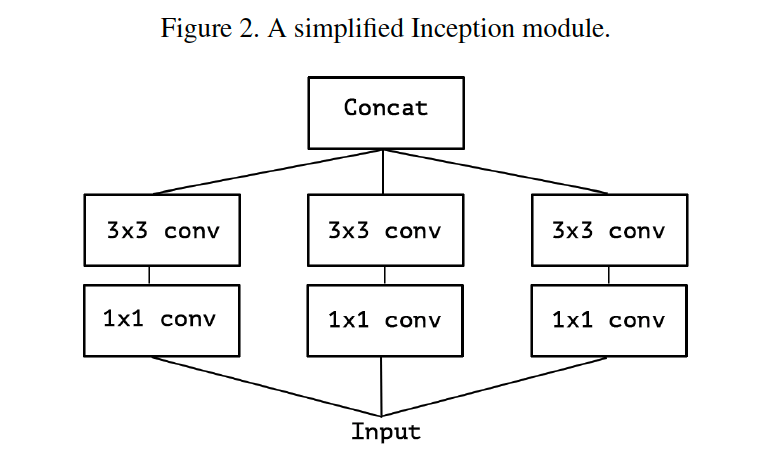 Figure 2. A simplified Inception module.
Concat
3x3 conv 3x3 conv 3x3 conv
1x1 conv 1x1 conv 1x1 conv
Input